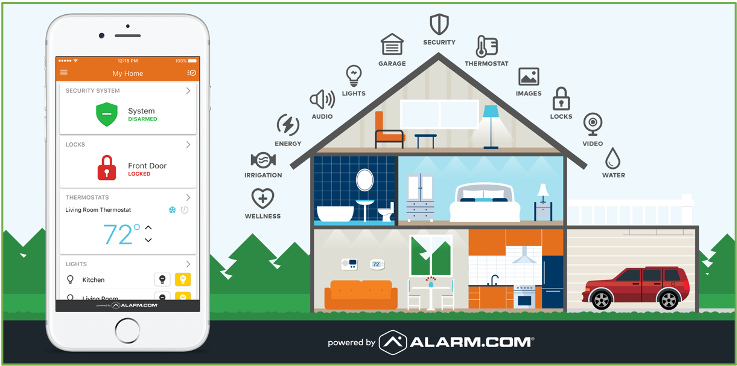 12:15 PM
100%
My Home
SECURITY SYSTEM
System
DISARMED
LOCKS
Front Door
LOCKED
THERMOSTATS
Living Room Thermostat
72°
LIGHTS
Kitchen
Living Room
powered by ALARM.COM
SECURITY
GARAGE
THERMOSTAT
LIGHTS
IMAGES
AUDIO
LOCKS
ENERGY
VIDEO
IRRIGATION
WATER
WELLNESS
72°
powered by ALARM.COM®